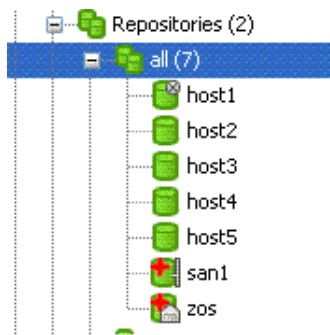 Repositories (2)
all (7)
host1
host2
host3
host4
host5
san1
zos